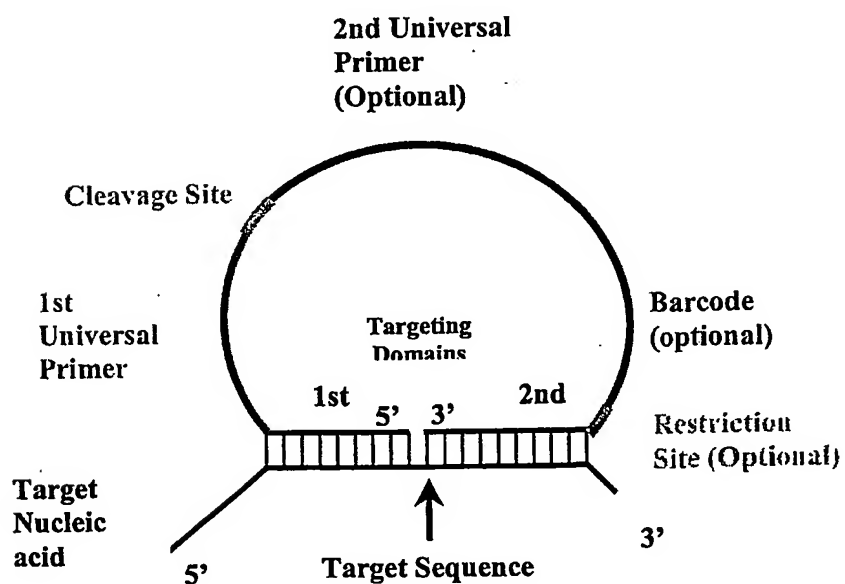 2nd Universal
Primer
(Optional)
Cleavage Site
1st
Universal
Primer
Targeting
Domains
Barcode
(optional)
1st
5’
3’
2nd
Restriction
Site (Optional)
Target
Nucleic
acid
5’
Target Sequence
3’